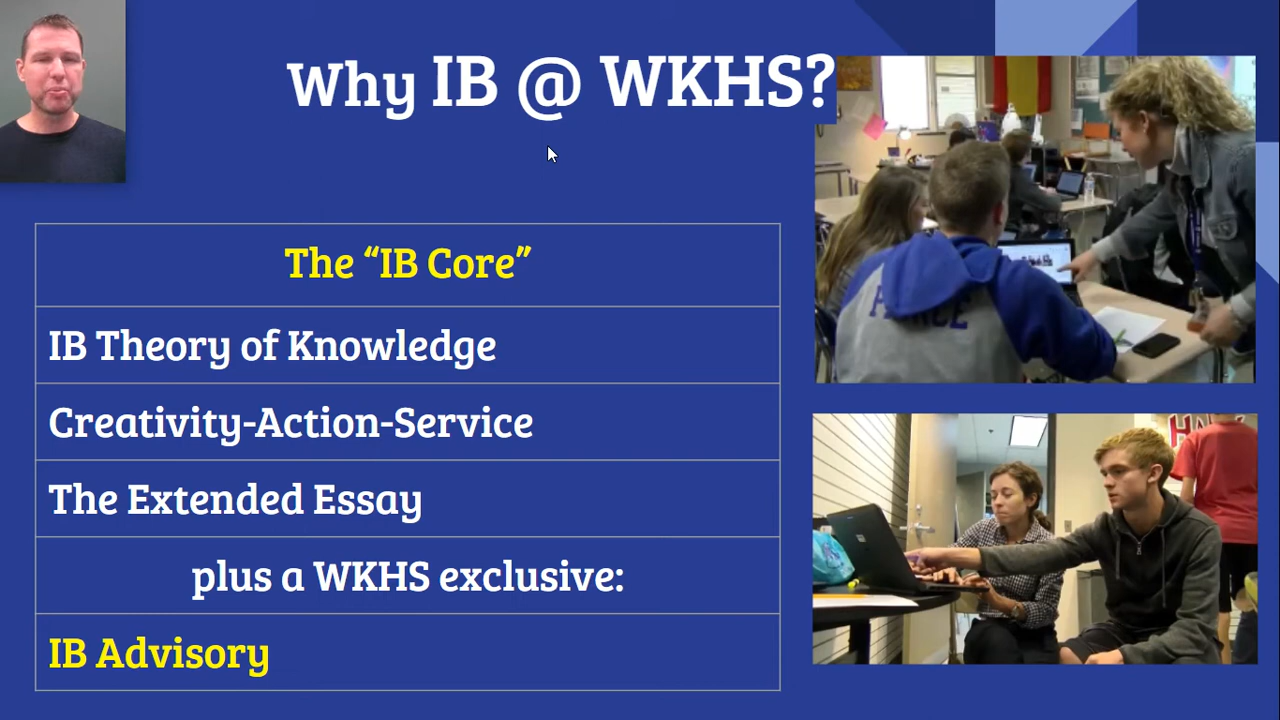 Why IB @ WKHS?
The “IB Core”
IB Theory of Knowledge
Creativity-Action-Service
The Extended Essay
plus a WKHS exclusive:
IB Advisory